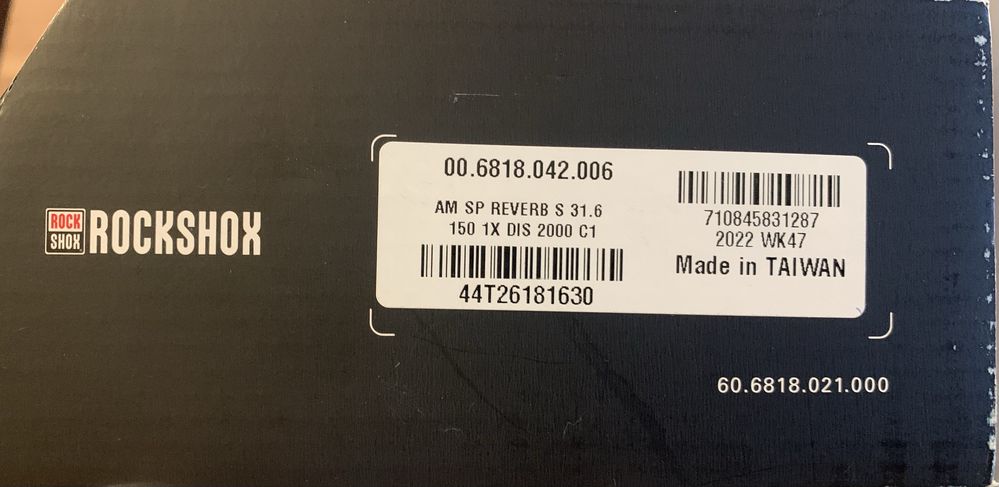 ROCK
SHOX
ROCKSHOX
00.6818.042.006
AM SP REVERB S 31.6
150 1X DIS 2000 C1
44T26181630
710845831287
2022 WK47
Made in TAIWAN
60.6818.021.000